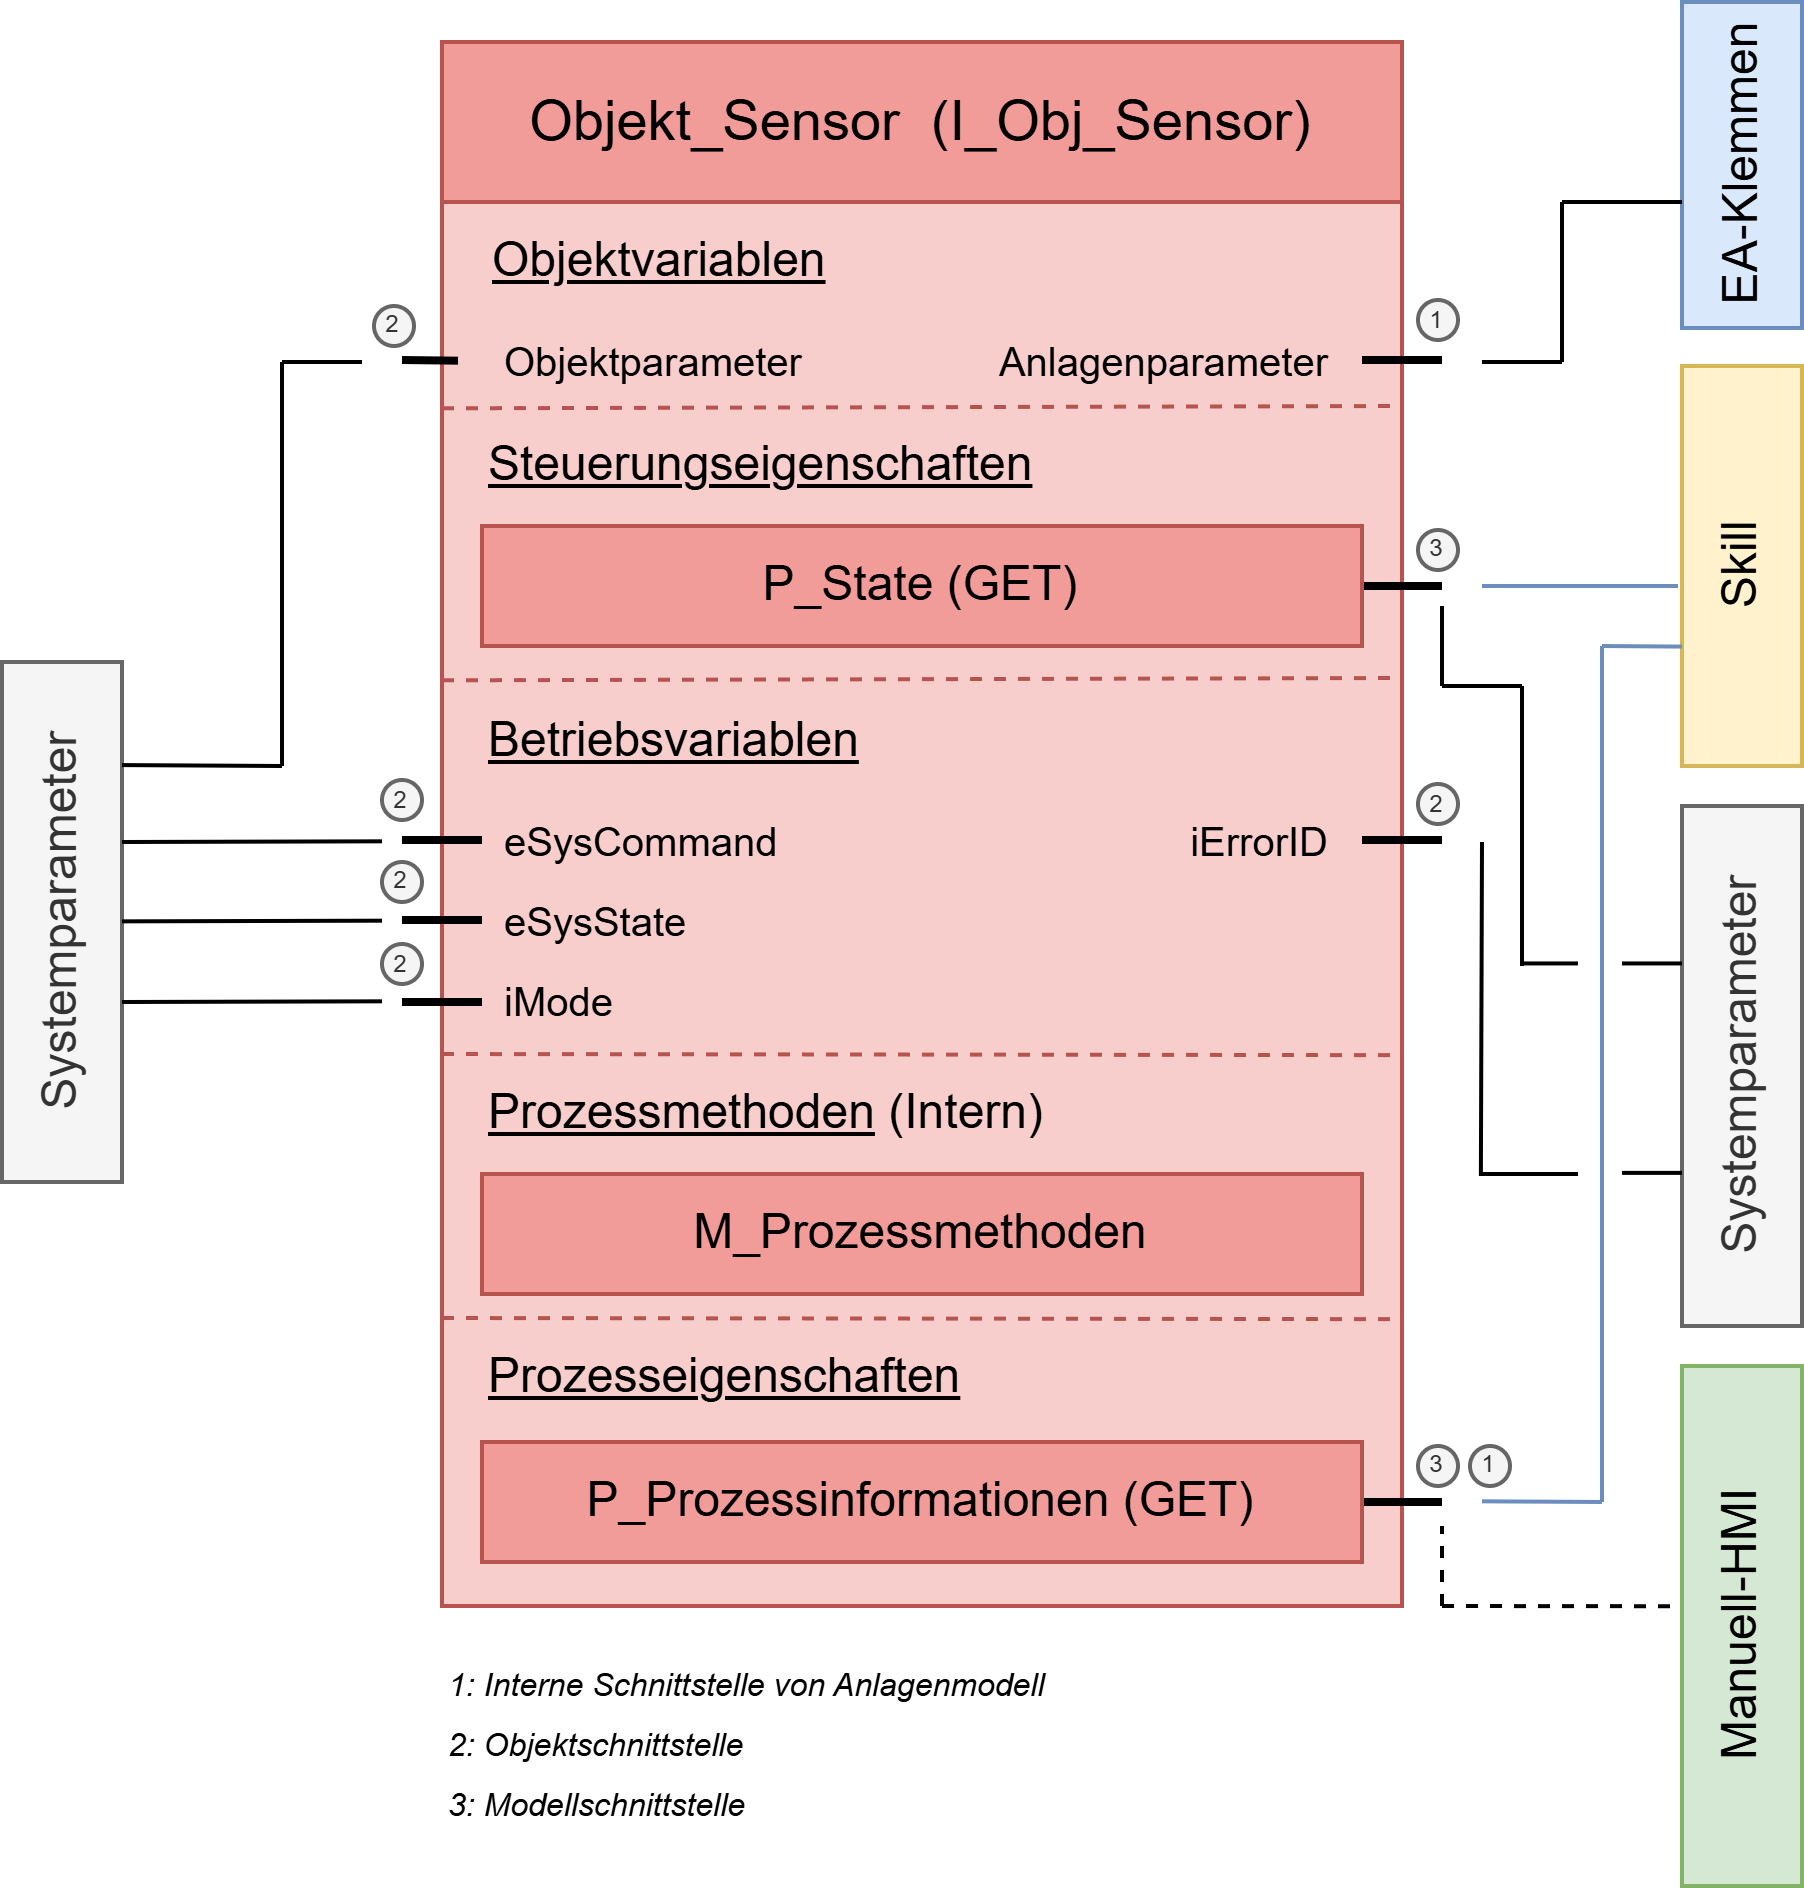 Objekt_Sensor (I_Obj_Sensor)
EA-Klemmen
Objektvariablen
2
1
Objektparameter
Anlagenparameter
Steuerungseigenschaften
3
P_State (GET)
Skill
Betriebsvariablen
Systemparameter
2
2
eSysCommand
iErrorID
2
eSysState
2
iMode
Systemparameter
Prozessmethoden (Intern)
M_Prozessmethoden
Prozesseigenschaften
3
1
P_Prozessinformationen (GET)
Manuell-HMI
1: Interne Schnittstelle von Anlagenmodell
2: Objektschnittstelle
3: Modellschnittstelle